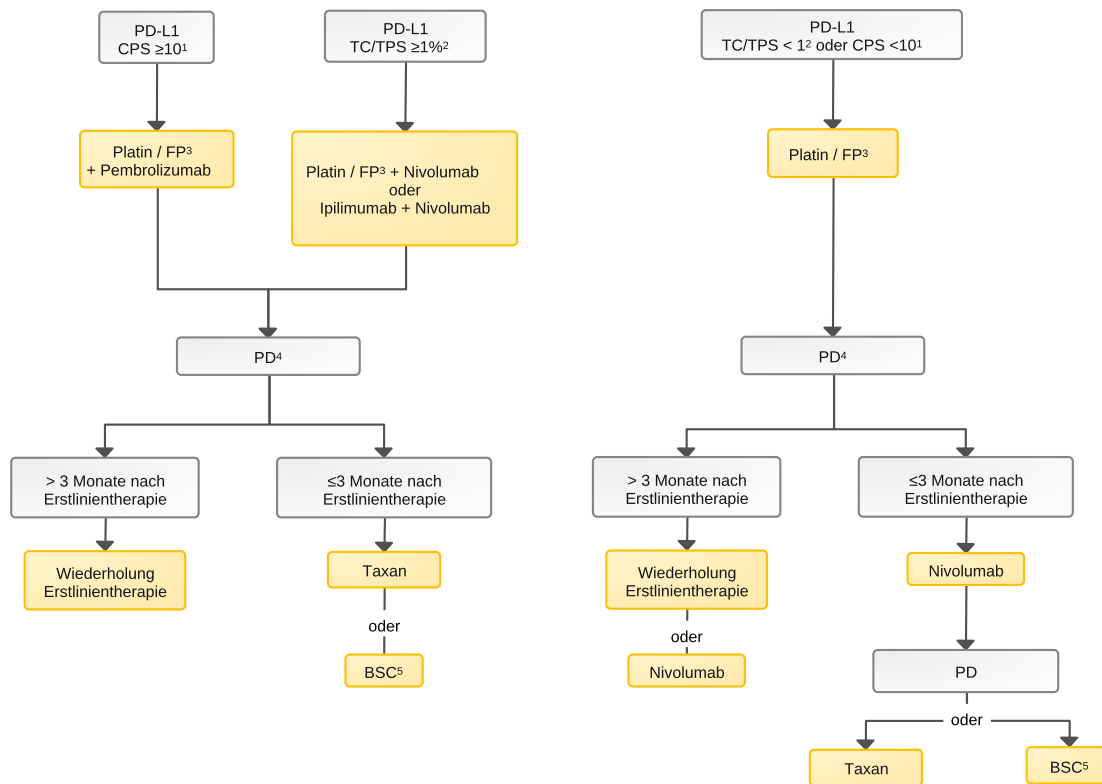 PD-L1
CPS ≥10¹
PD-L1
TC/TPS ≥1%²
PD-L1
TC/TPS < 1² oder CPS <10¹
Platin / FP³
+ Pembrolizumab
Platin / FP³ + Nivolumab
oder
Ipilimumab + Nivolumab
Platin / FP³
PD⁴
PD⁴
> 3 Monate nach
Erstlinientherapie
≤3 Monate nach
Erstlinientherapie
> 3 Monate nach
Erstlinientherapie
≤3 Monate nach
Erstlinientherapie
Wiederholung
Erstlinientherapie
Taxan
oder
BSC⁵
Wiederholung
Erstlinientherapie
oder
Nivolumab
Nivolumab
PD
oder
Taxan
BSC⁵